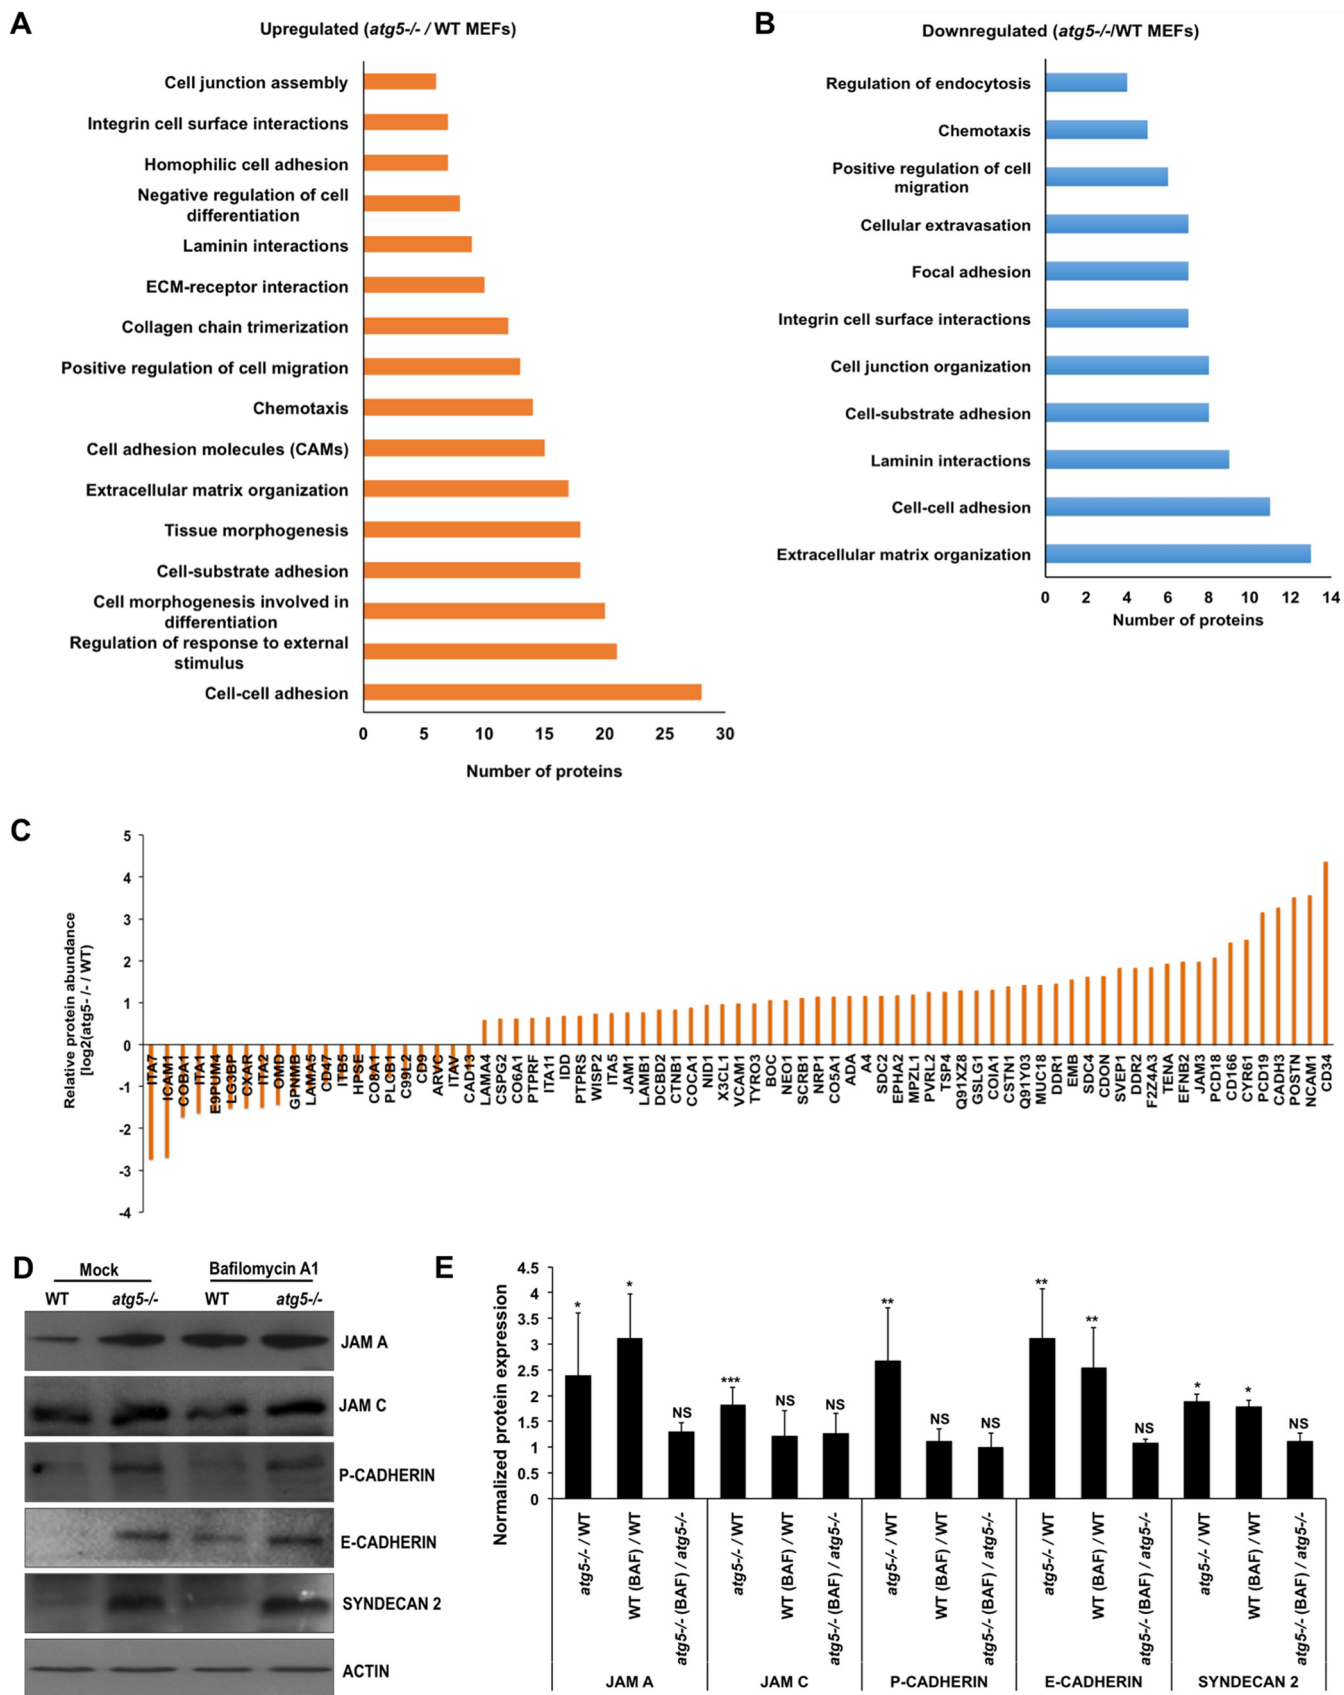 A
Upregulated (atg5-/- / WT MEFs)
Cell junction assembly
Integrin cell surface interactions
Homophilic cell adhesion
Negative regulation of cell
differentiation
Laminin interactions
ECM-receptor interaction
Collagen chain trimerization
Positive regulation of cell migration
Chemotaxis
Cell adhesion molecules (CAMs)
Extracellular matrix organization
Tissue morphogenesis
Cell-substrate adhesion
Cell morphogenesis involved in
differentiation
Regulation of response to external
stimulus
Cell-cell adhesion
0 5 10 15 20 25 30
Number of proteins
B
Downregulated (atg5-/-/WT MEFs)
Regulation of endocytosis
Chemotaxis
Positive regulation of cell
migration
Cellular extravasation
Focal adhesion
Integrin cell surface interactions
Cell junction organization
Cell-substrate adhesion
Laminin interactions
Cell-cell adhesion
Extracellular matrix organization
0 2 4 6 8 10 12 14
Number of proteins
C
Relative protein abundance
[log2(atg5- /- / WT)
5
4
3
2
1
0
-1
-2
-3
-4
ITA7
ICAM1
COBA1
ITA1
E9PUM4
LG3BP
CXAR
ITA2
OMD
GPNMB
LAMA5
CD47
ITB5
HPSE
CO8A1
PLCB1
C99L2
CD9
ARVC
ITAV
CAD13
LAMA4
CSPG2
CO6A1
PTPRF
ITA11
IDD
PTPRS
WISP2
ITA5
JAM1
LAMB1
DCBD2
CTNB1
COCA1
NID1
X3CL1
VCAM1
TYRO3
BOC
NEO1
SCRB1
NRP1
CO5A1
ADA
A4
SDC2
EPHA2
MPZL1
PVRL2
TSP4
Q91XZ8
GSLG1
COIA1
CSTN1
Q91Y03
MUC18
DDR1
EMB
SDC4
CDON
SVEP1
DDR2
F2Z4A3
TENA
EFNB2
JAM3
PCD18
CD166
CYR61
PCD19
CADH3
POSTN
NCAM1
CD34
D
Mock Bafilomycin A1
WT atg5-/- WT atg5-/-
JAM A
JAM C
P-CADHERIN
E-CADHERIN
SYNDECAN 2
ACTIN
E
Normalized protein expression
4.5
4
3.5
3
2.5
2
1.5
1
0.5
0
* * NS *** NS NS ** NS NS ** ** NS * * NS
atg5-/- / WT
WT (BAF) / WT
atg5-/- (BAF) / atg5-/-
atg5-/- / WT
WT (BAF) / WT
atg5-/- (BAF) / atg5-/-
atg5-/- / WT
WT (BAF) / WT
atg5-/- (BAF) / atg5-/-
atg5-/- / WT
WT (BAF) / WT
atg5-/- (BAF) / atg5-/-
atg5-/- / WT
WT (BAF) / WT
atg5-/- (BAF) / atg5-/-
JAM A JAM C P-CADHERIN E-CADHERIN SYNDECAN 2